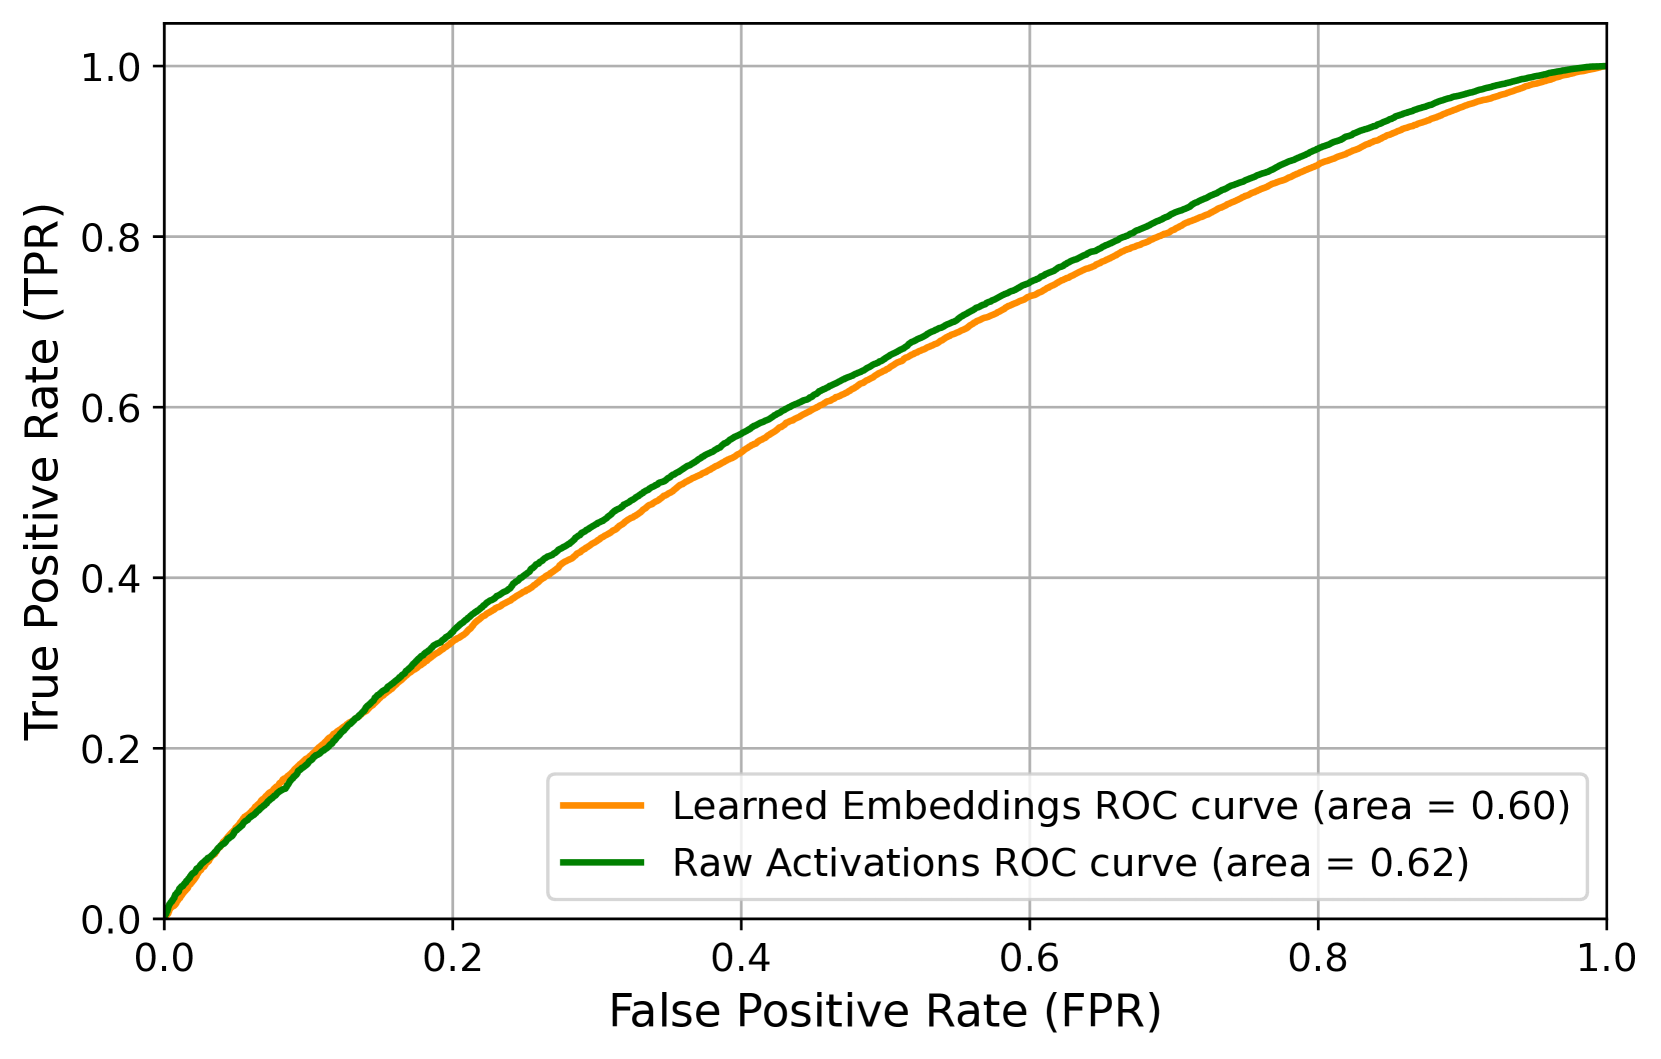 True Positive Rate (TPR)
1.0
0.8
0.6
0.4
0.2
0.0
Learned Embeddings ROC curve (area = 0.60)
Raw Activations ROC curve (area = 0.62)
0.0 0.2 0.4 0.6 0.8 1.0
False Positive Rate (FPR)